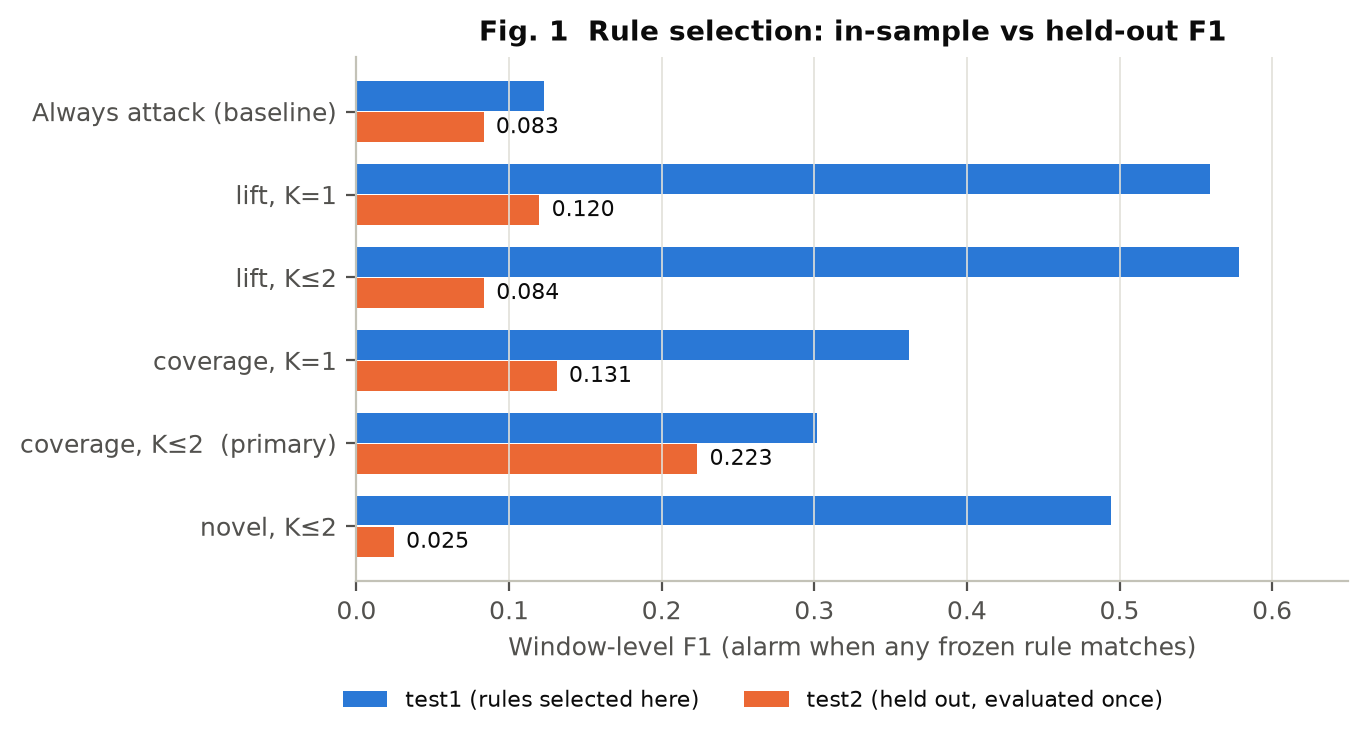 Fig. 1  Rule selection: in-sample vs held-out F1
Always attack (baseline)
0.083
lift, K=1
0.120
lift, K≤2
0.084
coverage, K=1
0.131
coverage, K≤2  (primary)
0.223
novel, K≤2
0.025
0.0 0.1 0.2 0.3 0.4 0.5 0.6
Window-level F1 (alarm when any frozen rule matches)
test1 (rules selected here) test2 (held out, evaluated once)